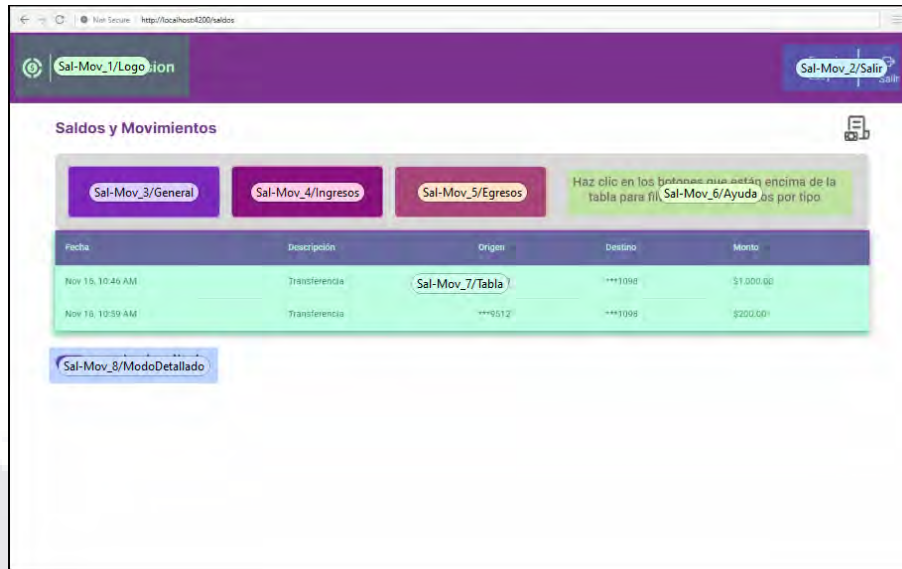 Not Secure http://localhost:4200/saldos
Sal-Mov_1/Logo
Sal-Mov_2/Salir
Salir
Saldos y Movimientos
Sal-Mov_3/General
Sal-Mov_4/Ingresos
Sal-Mov_5/Egresos
Haz clic en los botones que están encima de la
tabla para os por tipo
Sal-Mov_6/Ayuda
Fecha Descripción Origen Destino Monto
Nov 16, 10:46 AM Transferencia ***1098 $1,000.00
Sal-Mov_7/Tabla
Nov 16, 10:59 AM Transferencia ***9512 ***1098 $200.00
Sal-Mov_8/ModoDetallado